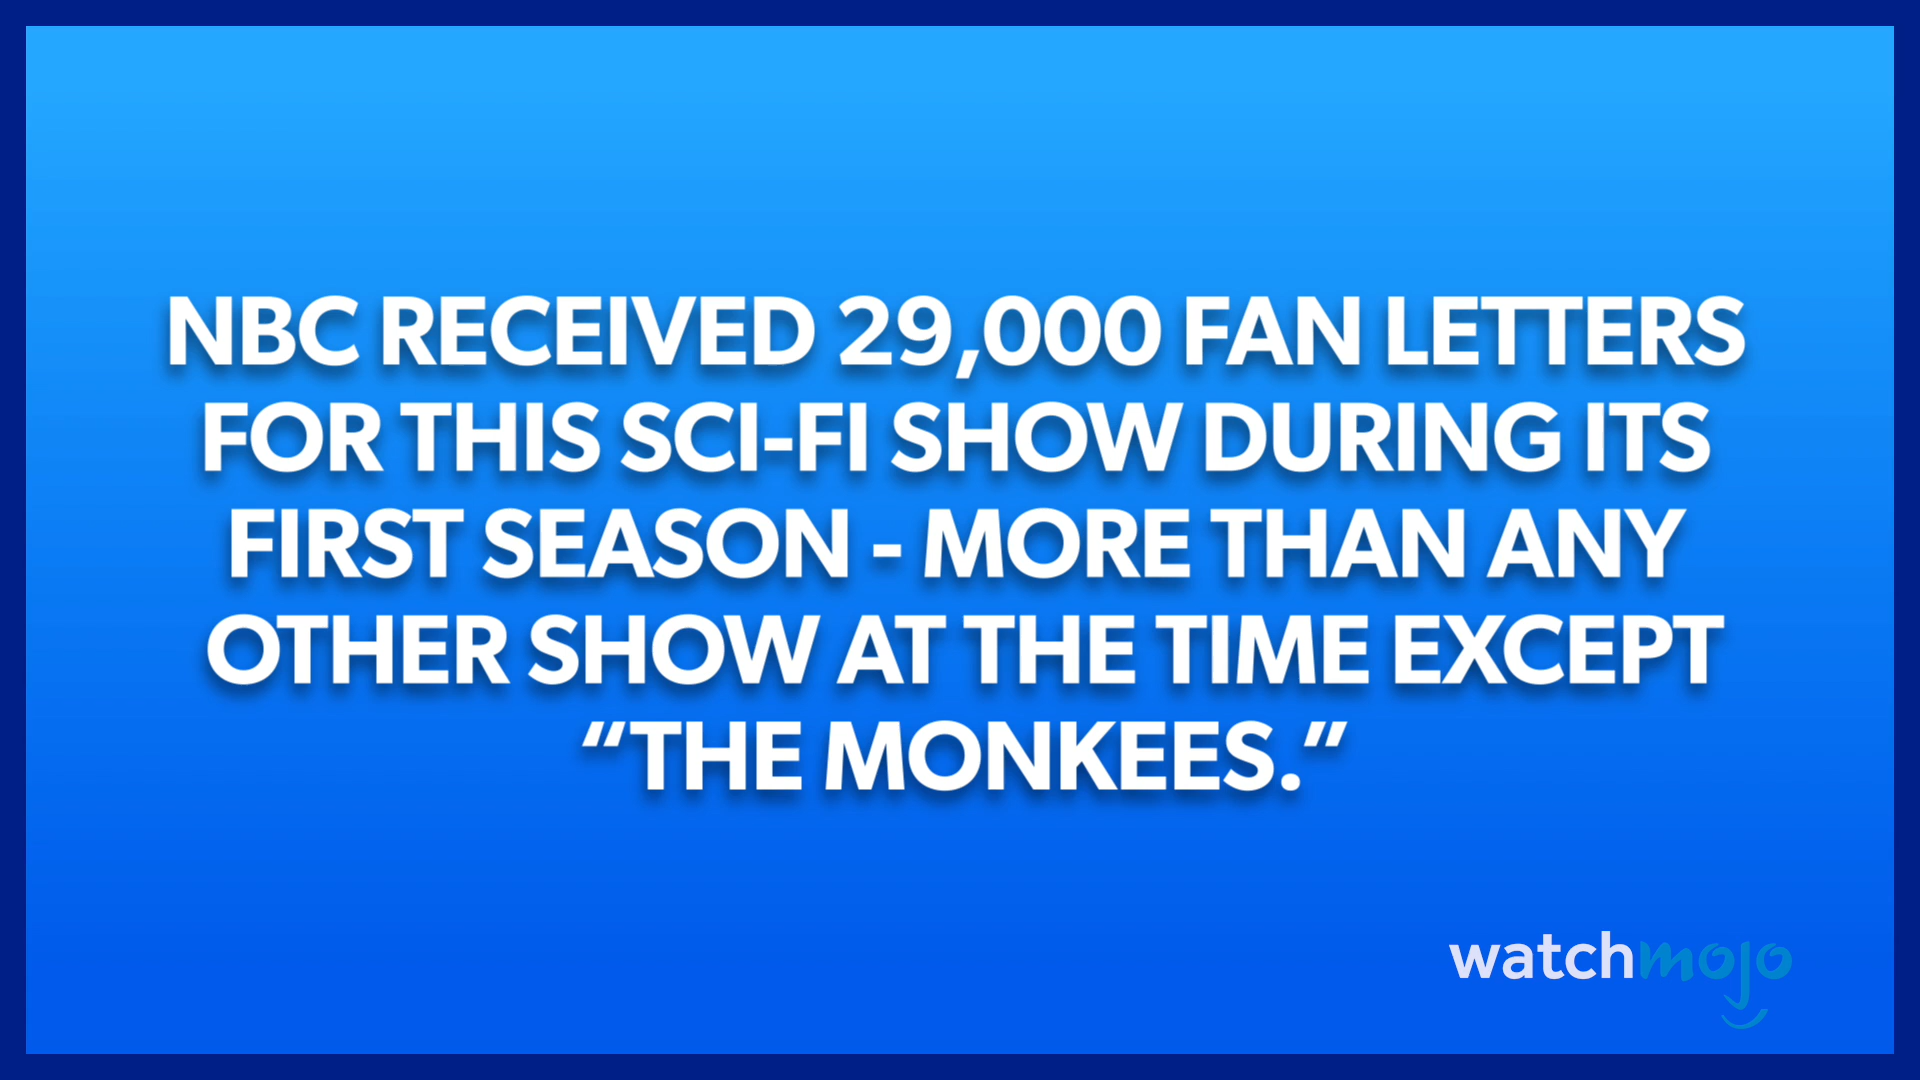 NBC RECEIVED 29,000 FAN LETTERS
FOR THIS SCI-FI SHOW DURING ITS
FIRST SEASON - MORE THAN ANY
OTHER SHOW AT THE TIME EXCEPT
“THE MONKEES.”
watchmojo